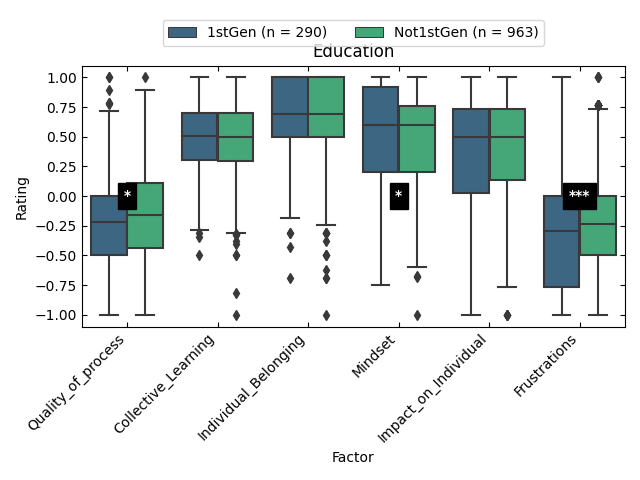 1stGen (n = 290) Not1stGen (n = 963)
Education
1.00
0.75
0.50
0.25
0.00
−0.25
−0.50
−0.75
−1.00
Rating
* * ***
Quality_of_process Collective_Learning Individual_Belonging Mindset Impact_on_Individual Frustrations
Factor